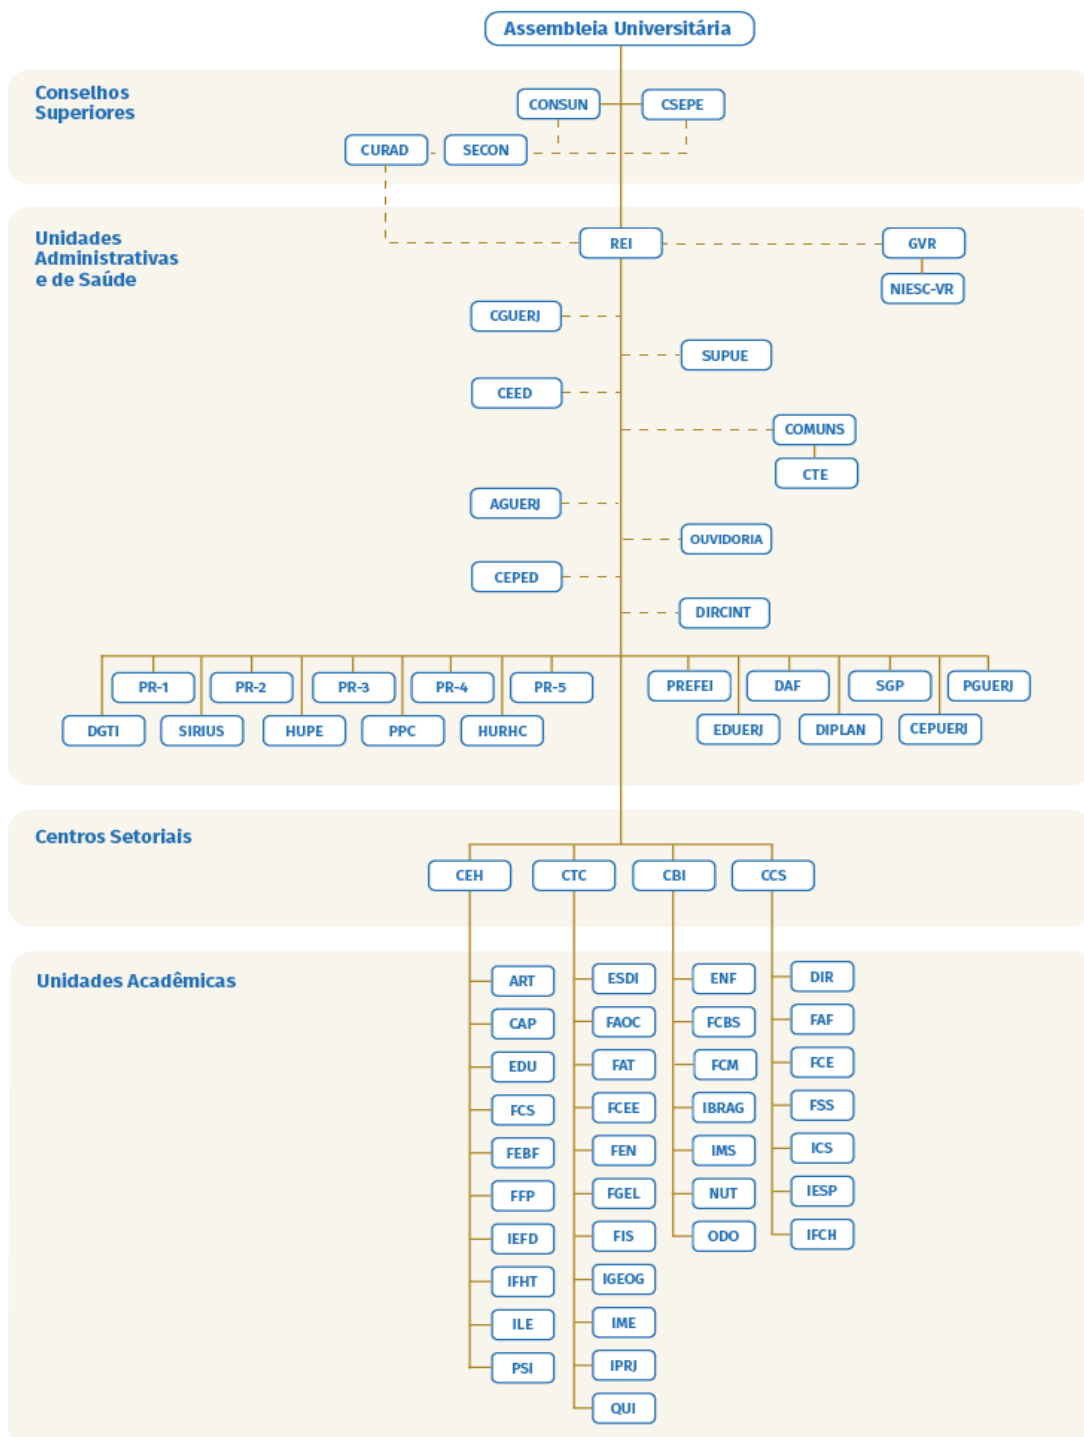 Assembleia Universitária
Conselhos
Superiores
CONSUN
CSEPE
CURAD
SECON
Unidades
Administrativas
e de Saúde
REI
GVR
NIESC-VR
CGUERJ
SUPUE
CEED
COMUNS
CTE
AGUERJ
OUVIDORIA
CEPED
DIRCINT
PR-1
PR-2
PR-3
PR-4
PR-5
PREFEI
DAF
SGP
PGUERJ
DGTI
SIRIUS
HUPE
PPC
HURHC
EDUERJ
DIPLAN
CEPUERJ
Centros Setoriais
CEH
CTC
CBI
CCS
Unidades Acadêmicas
ART
CAP
EDU
FCS
FEBF
FFP
IEFD
IFHT
ILE
PSI
ESDI
FAOC
FAT
FCEE
FEN
FGEL
FIS
IGEOG
IME
IPRJ
QUI
ENF
FCBS
FCM
IBRAG
IMS
NUT
ODO
DIR
FAF
FCE
FSS
ICS
IESP
IFCH